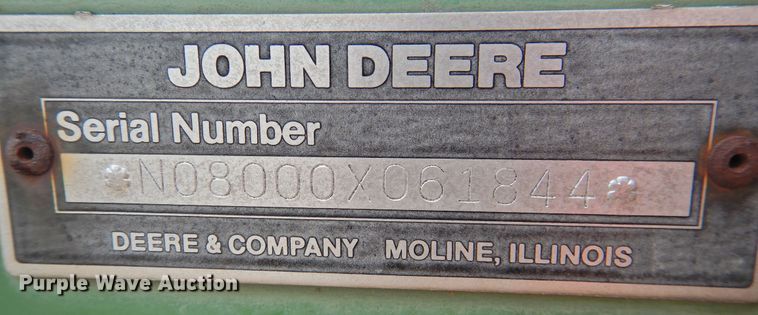 JOHN DEERE
Serial Number
*N08000X061844*
DEERE & COMPANY MOLINE, ILLINOIS
Purple Wave Auction